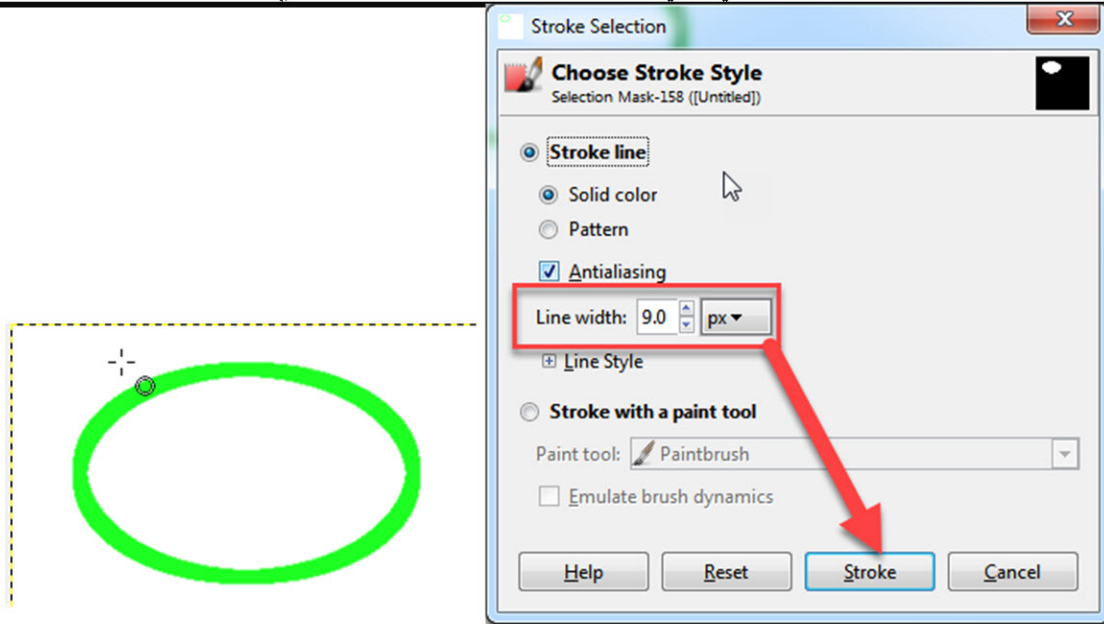 Stroke Selection
Choose Stroke Style
Selection Mask-158 ([Untitled])
Stroke line
Solid color
Pattern
Antialiasing
Line width: 9.0 px
Line Style
Stroke with a paint tool
Paint tool: Paintbrush
Emulate brush dynamics
Help Reset Stroke Cancel